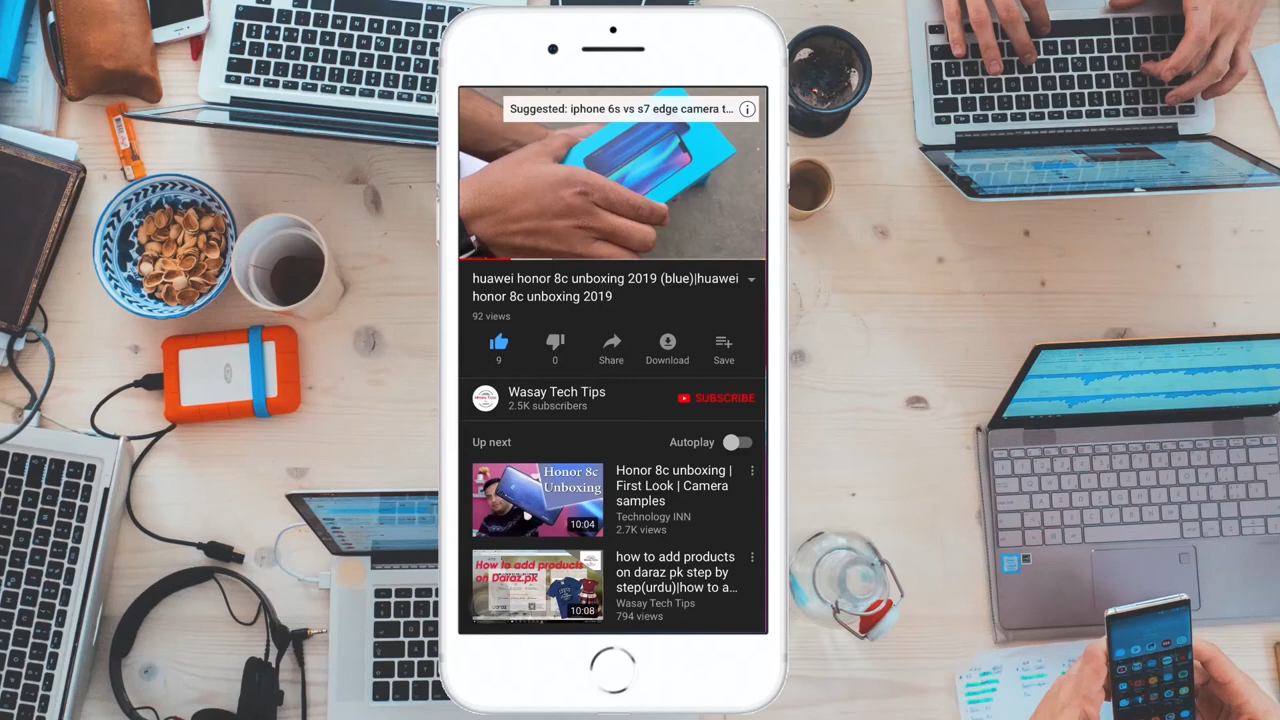 Suggested: iphone 6s vs s7 edge camera t...
huawei honor 8c unboxing 2019 (blue)|huawei
honor 8c unboxing 2019
92 views
9
0
Share
Download
Save
Wasay Tech Tips
2.5K subscribers
SUBSCRIBE
Up next
Autoplay
Honor 8c
Unboxing
10:04
Honor 8c unboxing |
First Look | Camera
samples
Technology INN
2.7K views
How to add products
on Daraz.pk
10:08
how to add products
on daraz pk step by
step(urdu)|how to a...
Wasay Tech Tips
794 views